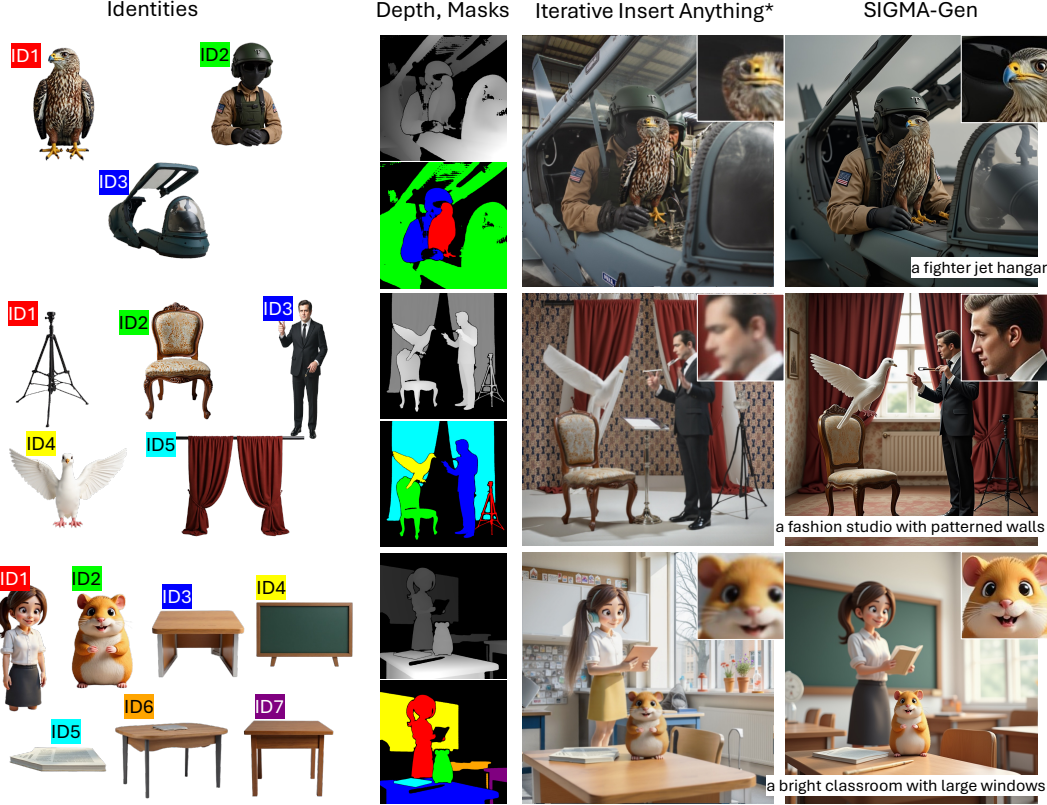 Identities
Depth, Masks
Iterative Insert Anything*
SIGMA-Gen
ID1
ID2
ID3
a fighter jet hangar
ID1
ID2
ID3
ID4
ID5
a fashion studio with patterned walls
ID1
ID2
ID3
ID4
ID5
ID6
ID7
a bright classroom with large windows